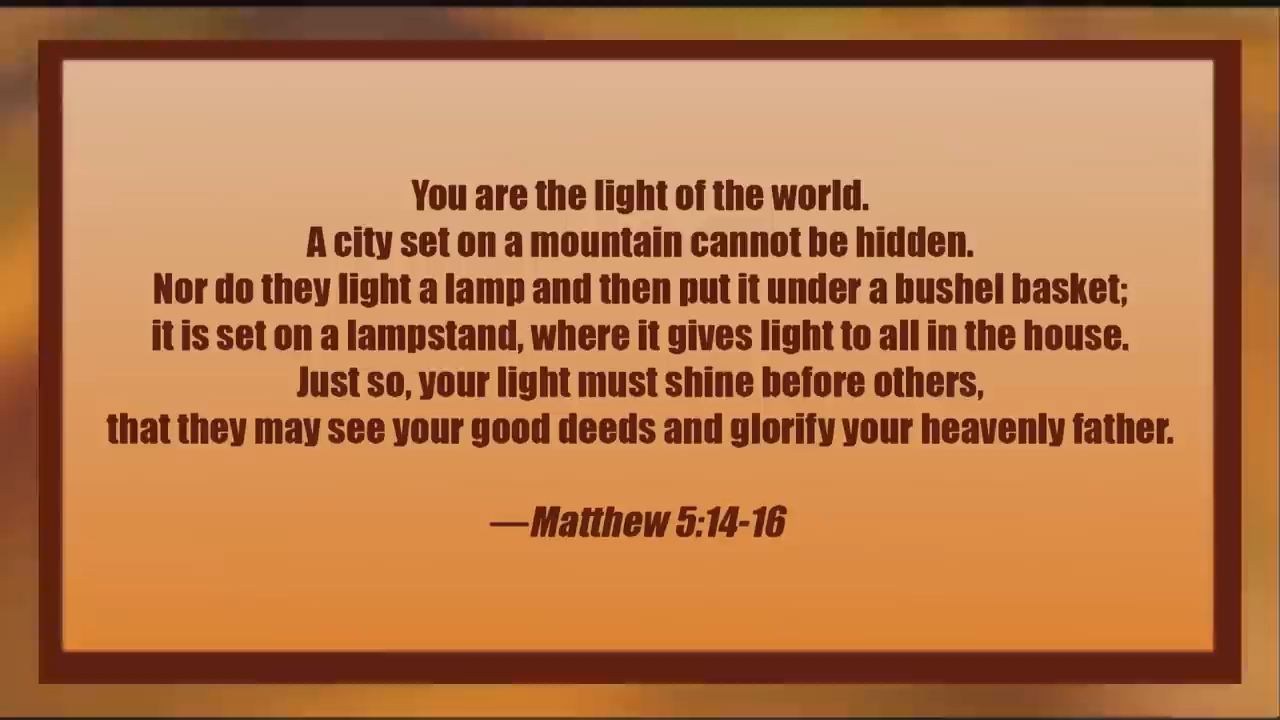 You are the light of the world.
A city set on a mountain cannot be hidden.
Nor do they light a lamp and then put it under a bushel basket;
it is set on a lampstand, where it gives light to all in the house.
Just so, your light must shine before others,
that they may see your good deeds and glorify your heavenly father.
—Matthew 5:14-16